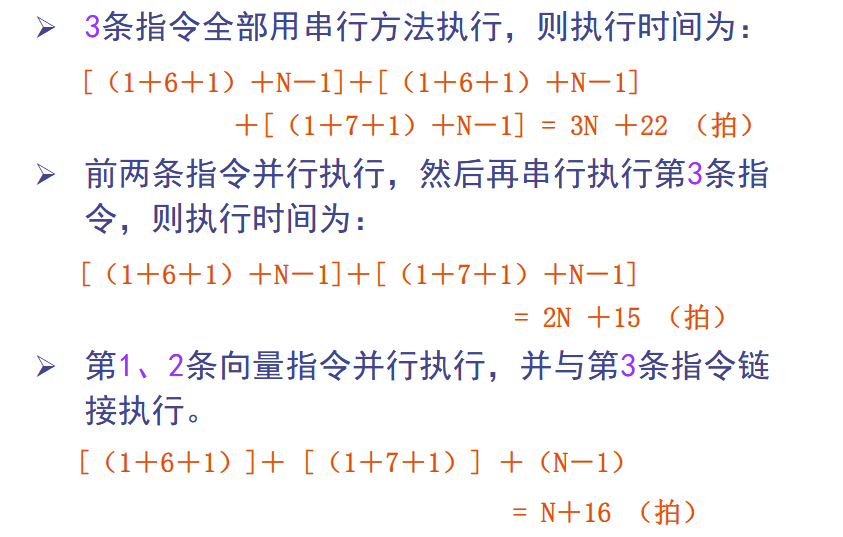 ➢ 3条指令全部用串行方法执行，则执行时间为：
[（1＋6＋1）＋N－1]＋[（1＋6＋1）＋N－1]
＋[（1＋7＋1）＋N－1] = 3N ＋22 （拍）
➢ 前两条指令并行执行，然后再串行执行第3条指
令，则执行时间为：
[（1＋6＋1）＋N－1]＋[（1＋7＋1）＋N－1]
= 2N ＋15 （拍）
➢ 第1、2条向量指令并行执行，并与第3条指令链
接执行。
[（1＋6＋1）]＋ [（1＋7＋1）] ＋（N－1）
= N＋16 （拍）